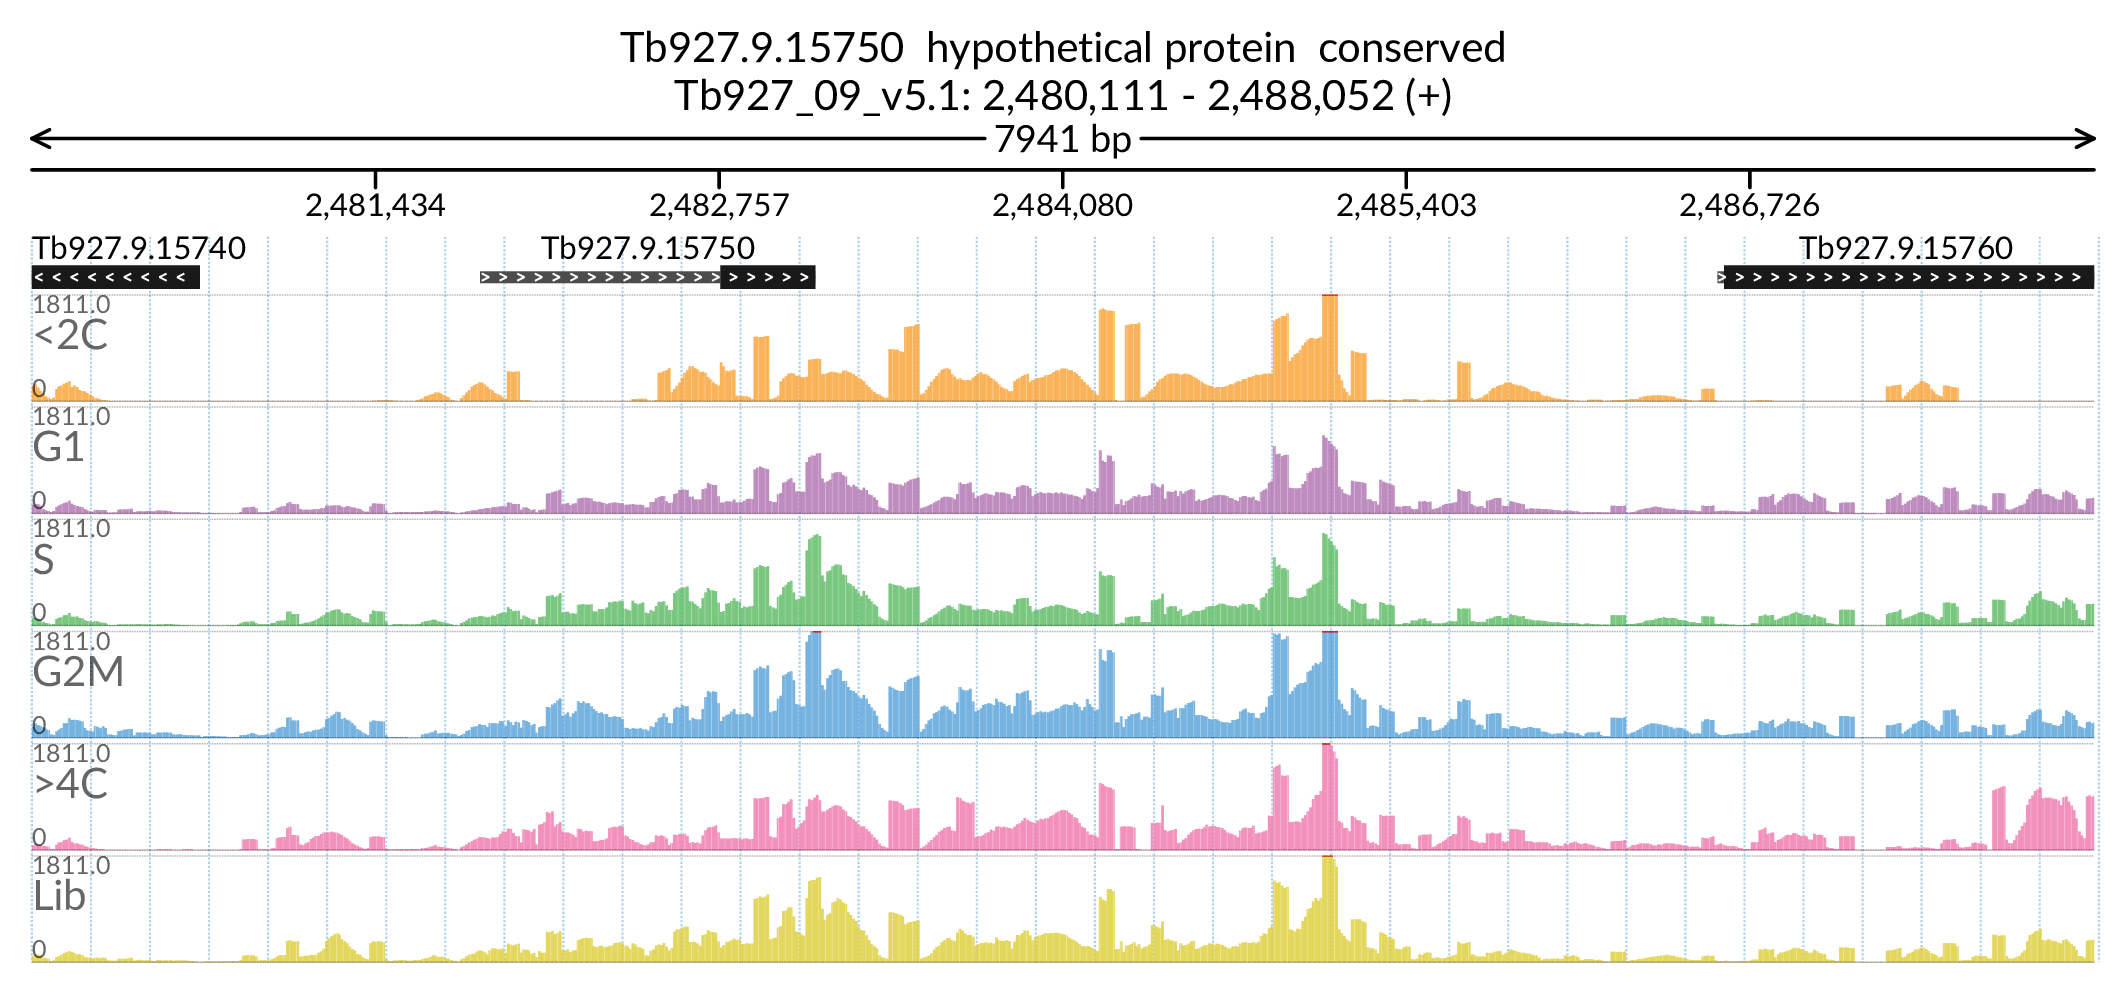 Tb927.9.15750  hypothetical protein  conserved
Tb927_09_v5.1: 2,480,111 - 2,488,052 (+)
7941 bp
2,481,434 2,482,757 2,484,080 2,485,403 2,486,726
Tb927.9.15740 Tb927.9.15750 Tb927.9.15760
1811.0
<2C
0
1811.0
G1
0
1811.0
S
0
1811.0
G2M
0
1811.0
>4C
0
1811.0
Lib
0